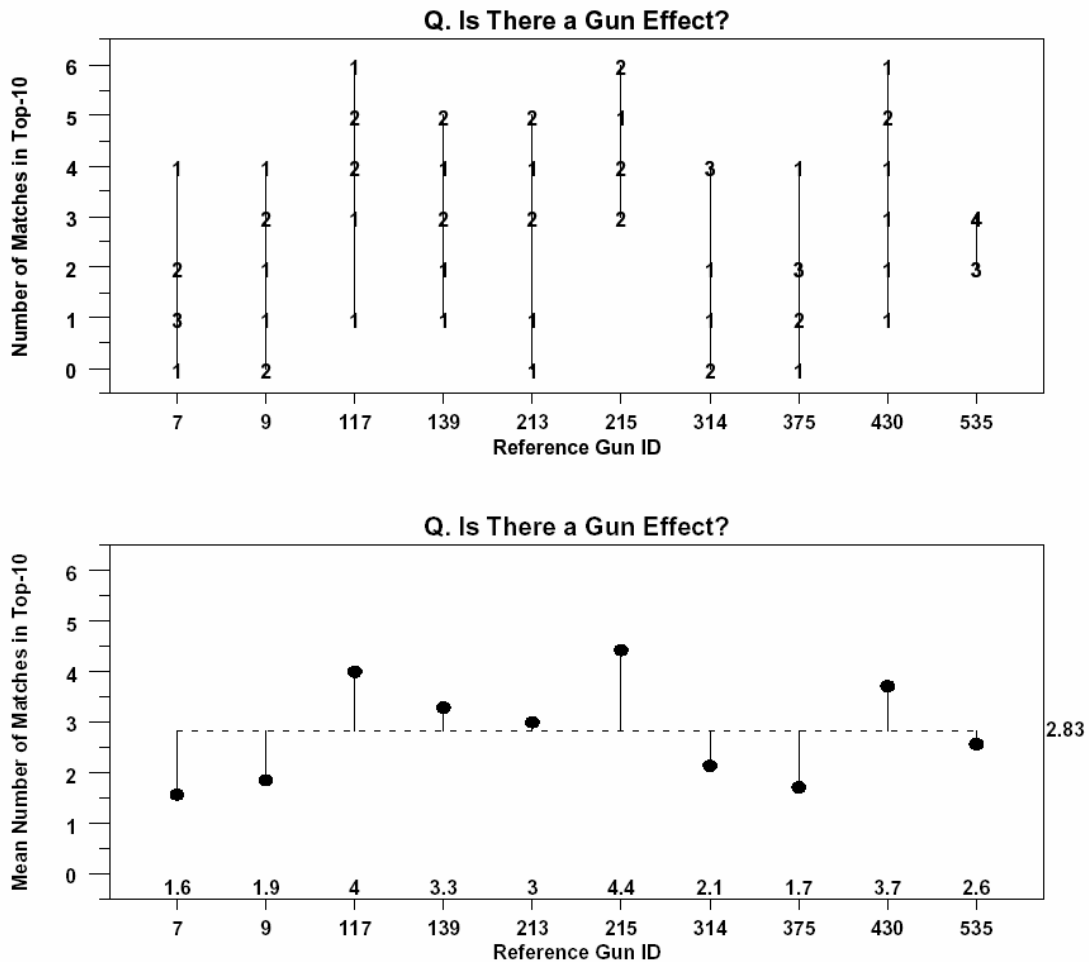 Q. Is There a Gun Effect?
Number of Matches in Top-10
6 1 2 1
5 2 2 2 1 2
4 1 1 2 1 1 2 3 1 1
3 2 1 2 2 2 1 4
2 2 1 1 1 3 1 3
1 3 1 1 1 1 1 2 1
0 1 2 1 2 1
7 9 117 139 213 215 314 375 430 535
Reference Gun ID
Q. Is There a Gun Effect?
Mean Number of Matches in Top-10
6
5
4
3
2.83
2
1
0
1.6 1.9 4 3.3 3 4.4 2.1 1.7 3.7 2.6
7 9 117 139 213 215 314 375 430 535
Reference Gun ID